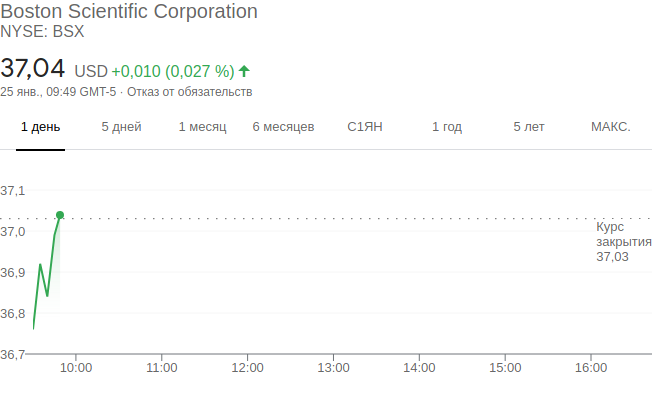 Boston Scientific Corporation
NYSE: BSX
37,04 USD +0,010 (0,027 %)
25 янв., 09:49 GMT-5 · Отказ от обязательств
1 день 5 дней 1 месяц 6 месяцев С1ЯН 1 год 5 лет МАКС.
37,1
37,0
36,9
36,8
36,7
Курс
закрытия
37,03
10:00 11:00 12:00 13:00 14:00 15:00 16:00